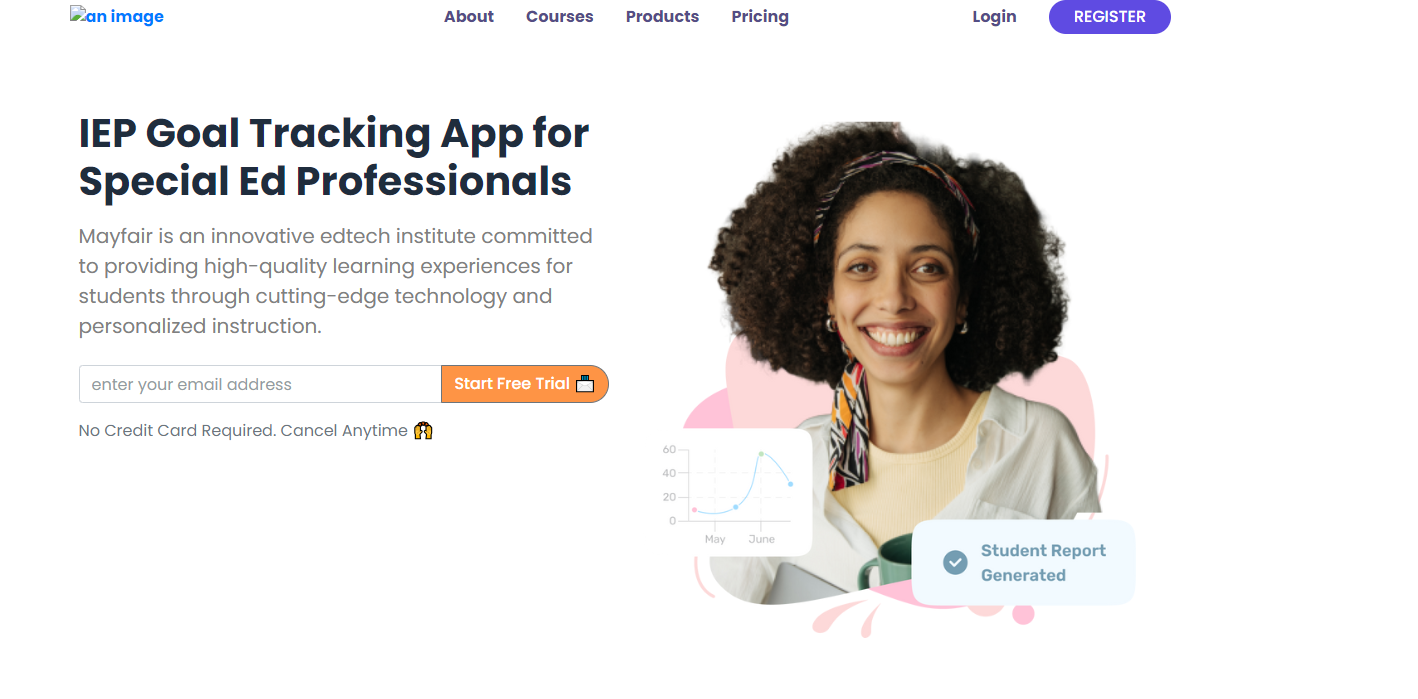 an image
About Courses Products Pricing
Login REGISTER
IEP Goal Tracking App for
Special Ed Professionals
Mayfair is an innovative edtech institute committed
to providing high-quality learning experiences for
students through cutting-edge technology and
personalized instruction.
enter your email address
Start Free Trial
No Credit Card Required. Cancel Anytime
60
40
20
0
May June
Student Report
Generated